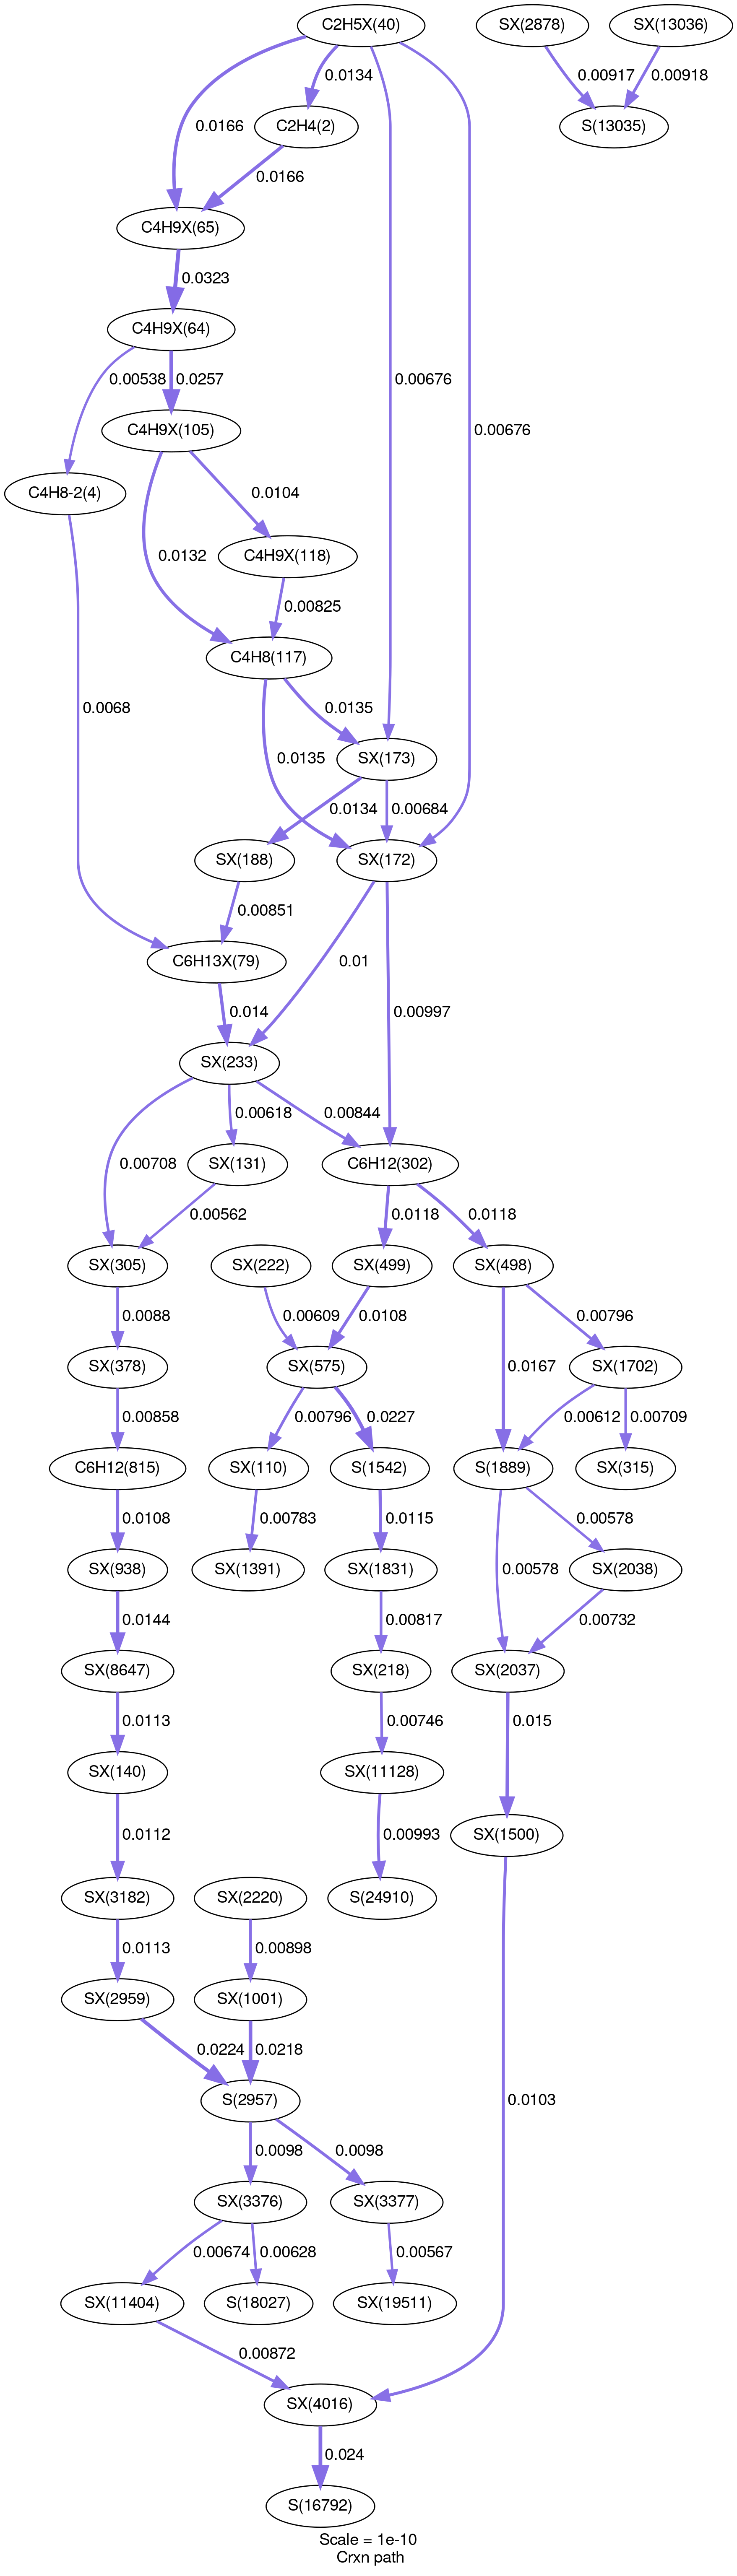 C2H5X(40)
SX(2878)
SX(13036)
0.0134
0.00917
0.00918
0.0166
C2H4(2)
S(13035)
0.0166
C4H9X(65)
0.0323
C4H9X(64)
0.00538
0.0257
0.00676
0.00676
C4H9X(105)
C4H8-2(4)
0.0104
0.0132
C4H9X(118)
0.00825
C4H8(117)
0.0068
0.0135
0.0135
SX(173)
0.0134
0.00684
SX(188)
SX(172)
0.00851
C6H13X(79)
0.01
0.014
0.00997
SX(233)
0.00618
0.00844
0.00708
SX(131)
C6H12(302)
0.00562
0.0118
0.0118
SX(305)
SX(222)
SX(499)
SX(498)
0.0088
0.00609
0.0108
0.00796
SX(378)
SX(575)
0.0167
SX(1702)
0.00858
0.00796
0.0227
0.00612
0.00709
C6H12(815)
SX(110)
S(1542)
S(1889)
SX(315)
0.0108
0.00783
0.0115
0.00578
SX(938)
SX(1391)
SX(1831)
0.00578
SX(2038)
0.0144
0.00817
0.00732
SX(8647)
SX(218)
SX(2037)
0.0113
0.00746
0.015
SX(140)
SX(11128)
0.0112
0.00993
SX(1500)
SX(3182)
SX(2220)
S(24910)
0.0113
0.00898
SX(2959)
SX(1001)
0.0224
0.0218
S(2957)
0.0103
0.0098
0.0098
SX(3376)
SX(3377)
0.00674
0.00628
0.00567
SX(11404)
S(18027)
SX(19511)
0.00872
SX(4016)
0.024
S(16792)
Scale = 1e-10
Crxn path